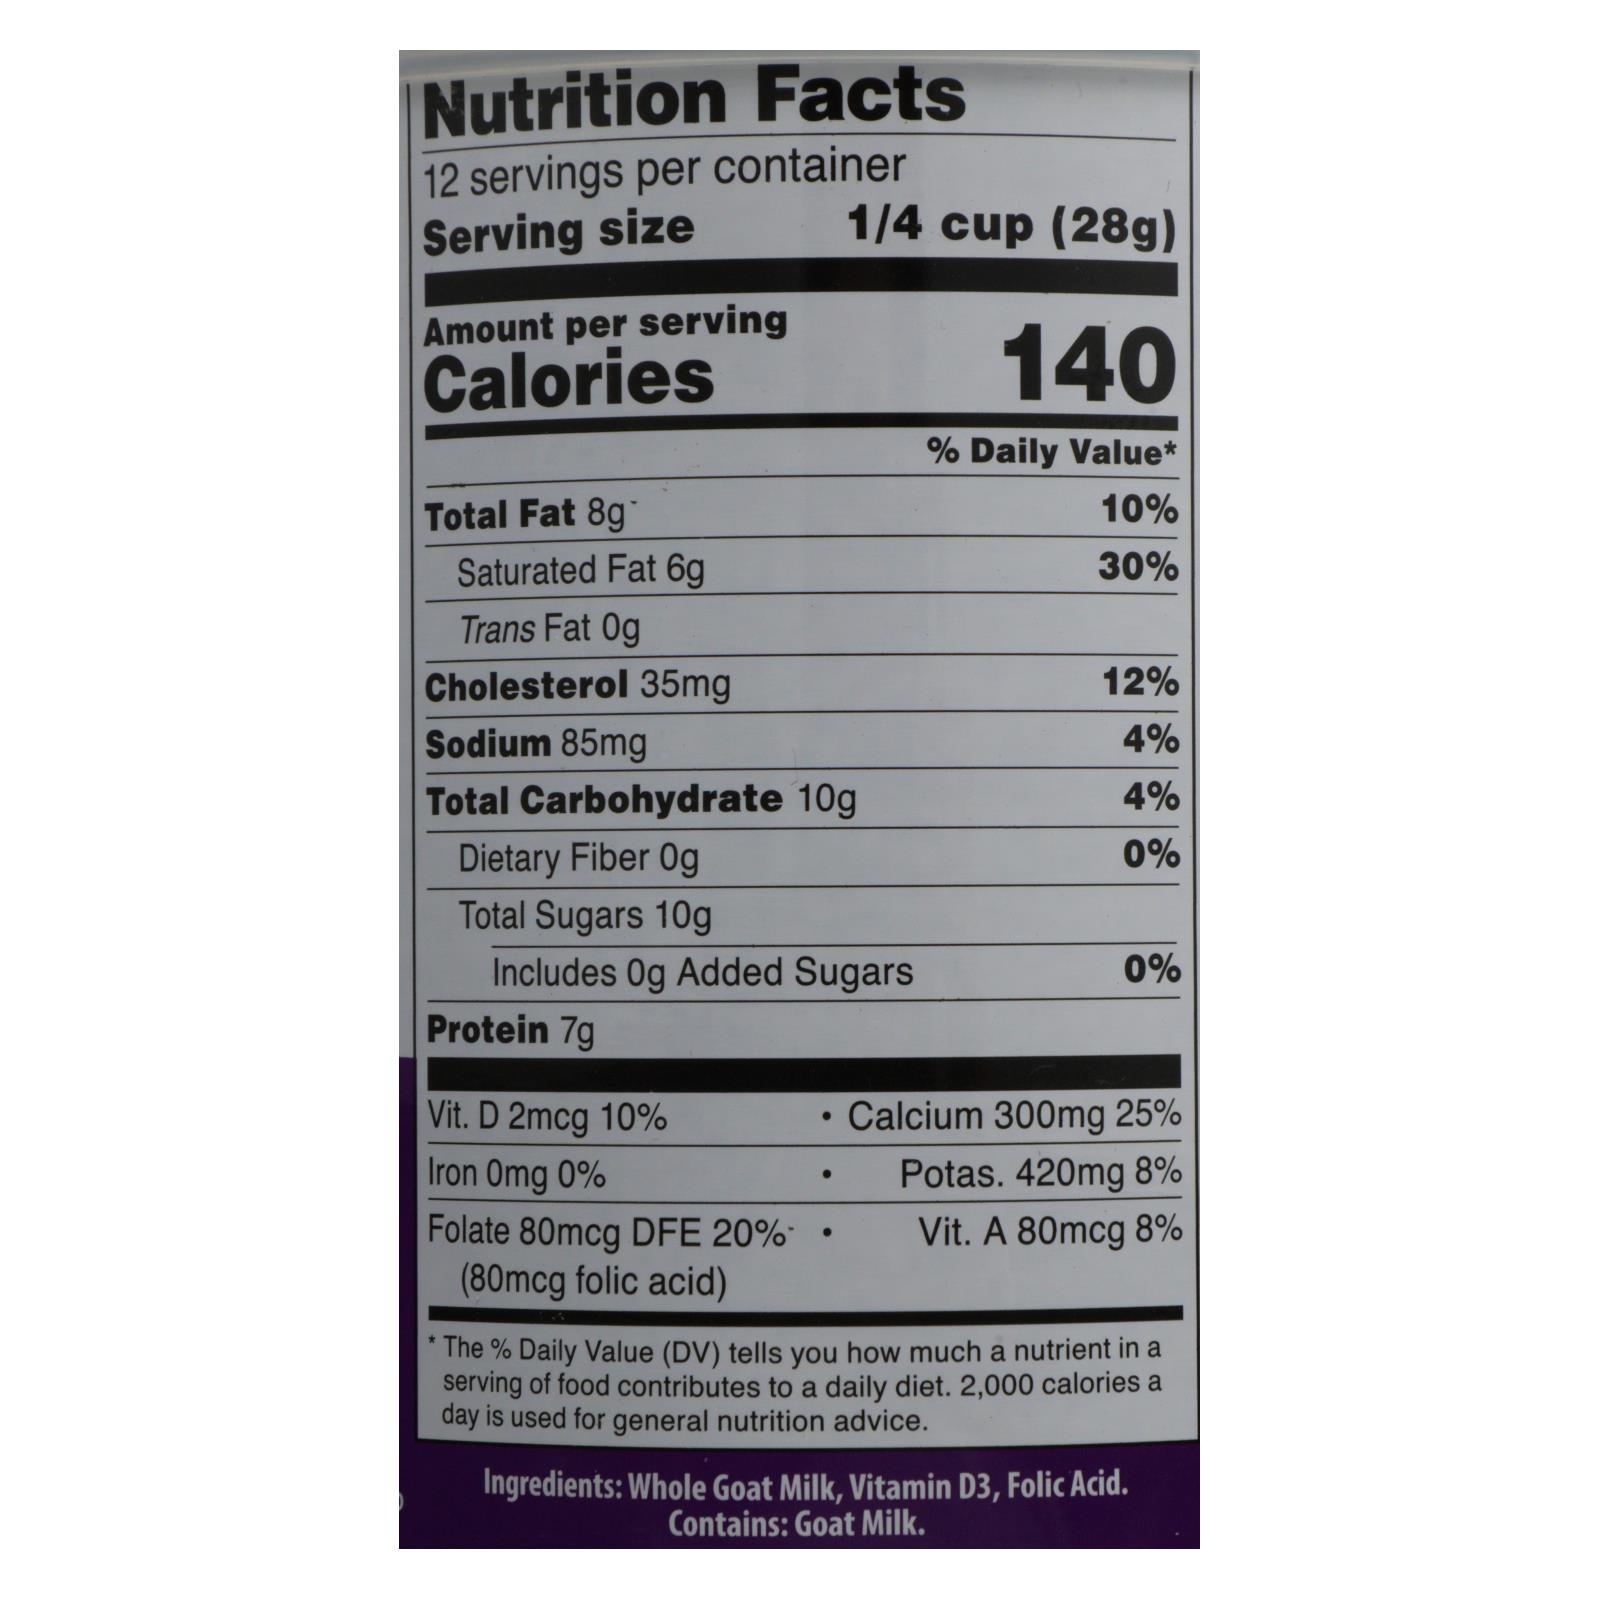 Nutrition Facts
12 servings per container
Serving size 1/4 cup (28g)
Amount per serving
Calories 140
% Daily Value*
Total Fat 8g 10%
Saturated Fat 6g 30%
Trans Fat 0g
Cholesterol 35mg 12%
Sodium 85mg 4%
Total Carbohydrate 10g 4%
Dietary Fiber 0g 0%
Total Sugars 10g
Includes 0g Added Sugars 0%
Protein 7g
Vit. D 2mcg 10% • Calcium 300mg 25%
Iron 0mg 0% • Potas. 420mg 8%
Folate 80mcg DFE 20% • Vit. A 80mcg 8%
(80mcg folic acid)
* The % Daily Value (DV) tells you how much a nutrient in a
serving of food contributes to a daily diet. 2,000 calories a
day is used for general nutrition advice.
Ingredients: Whole Goat Milk, Vitamin D3, Folic Acid.
Contains: Goat Milk.